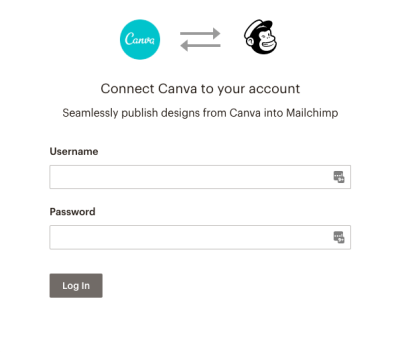 Canva
Connect Canva to your account
Seamlessly publish designs from Canva into Mailchimp
Username
Password
Log In